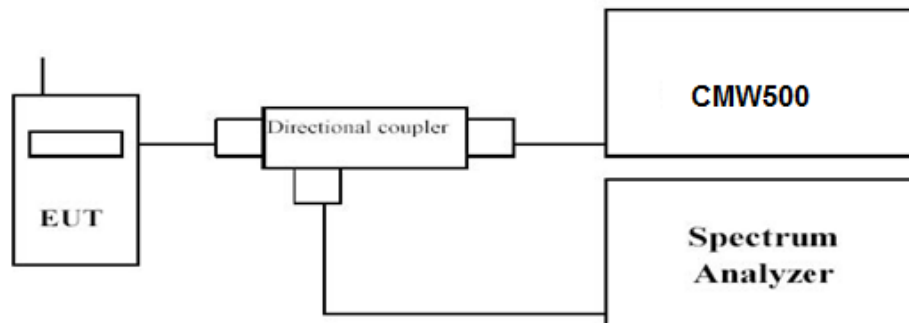 CMW500
Directional coupler
EUT
Spectrum
Analyzer